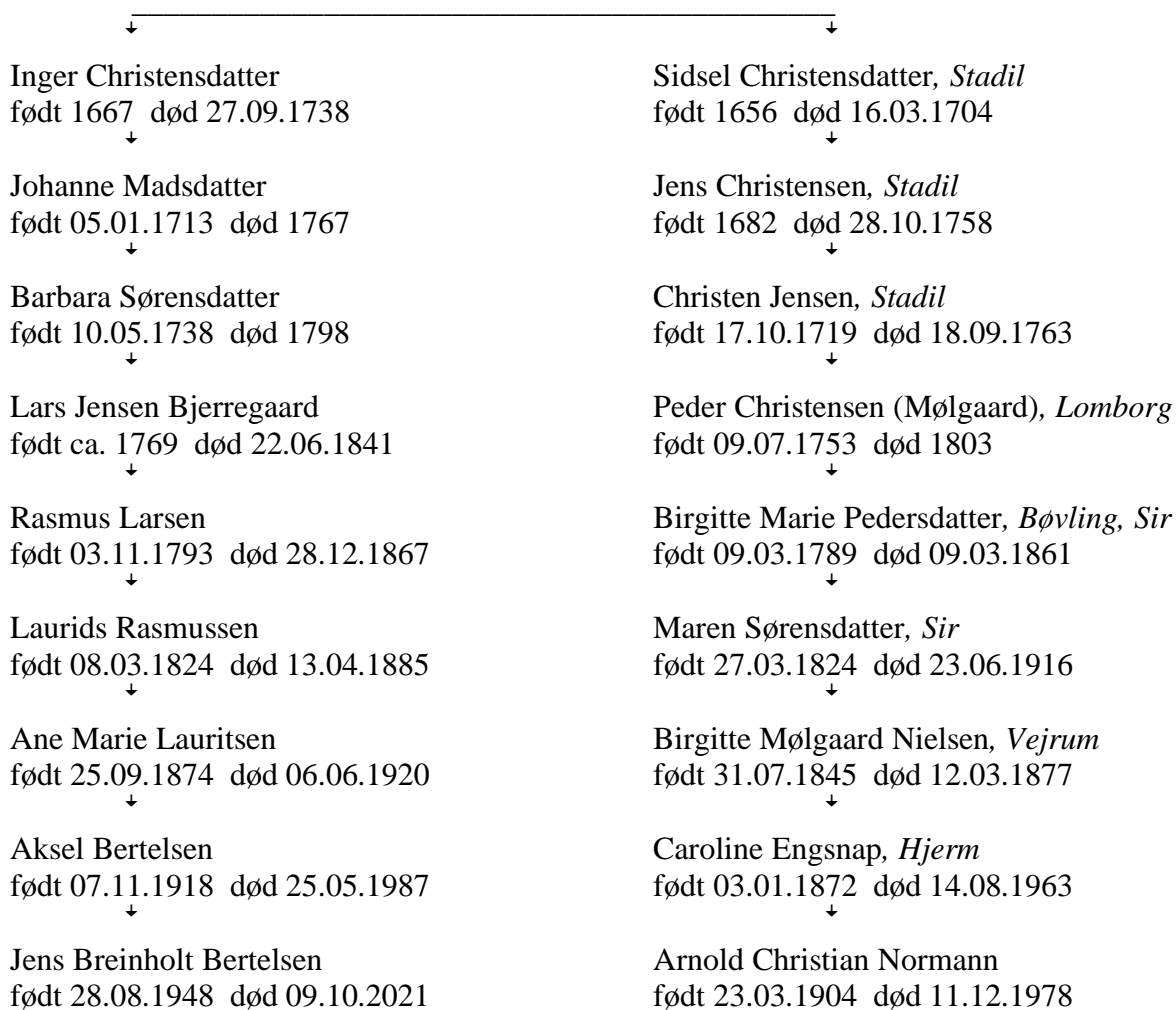 Inger Christensdatter
født 1667  død 27.09.1738
Johanne Madsdatter
født 05.01.1713  død 1767
Barbara Sørensdatter
født 10.05.1738  død 1798
Lars Jensen Bjerregaard
født ca. 1769  død 22.06.1841
Rasmus Larsen
født 03.11.1793  død 28.12.1867
Laurids Rasmussen
født 08.03.1824  død 13.04.1885
Ane Marie Lauritsen
født 25.09.1874  død 06.06.1920
Aksel Bertelsen
født 07.11.1918  død 25.05.1987
Jens Breinholt Bertelsen
født 28.08.1948  død 09.10.2021
Sidsel Christensdatter, Stadil
født 1656  død 16.03.1704
Jens Christensen, Stadil
født 1682  død 28.10.1758
Christen Jensen, Stadil
født 17.10.1719  død 18.09.1763
Peder Christensen (Mølgaard), Lomborg
født 09.07.1753  død 1803
Birgitte Marie Pedersdatter, Bøvling, Sir
født 09.03.1789  død 09.03.1861
Maren Sørensdatter, Sir
født 27.03.1824  død 23.06.1916
Birgitte Mølgaard Nielsen, Vejrum
født 31.07.1845  død 12.03.1877
Caroline Engsnap, Hjerm
født 03.01.1872  død 14.08.1963
Arnold Christian Normann
født 23.03.1904  død 11.12.1978